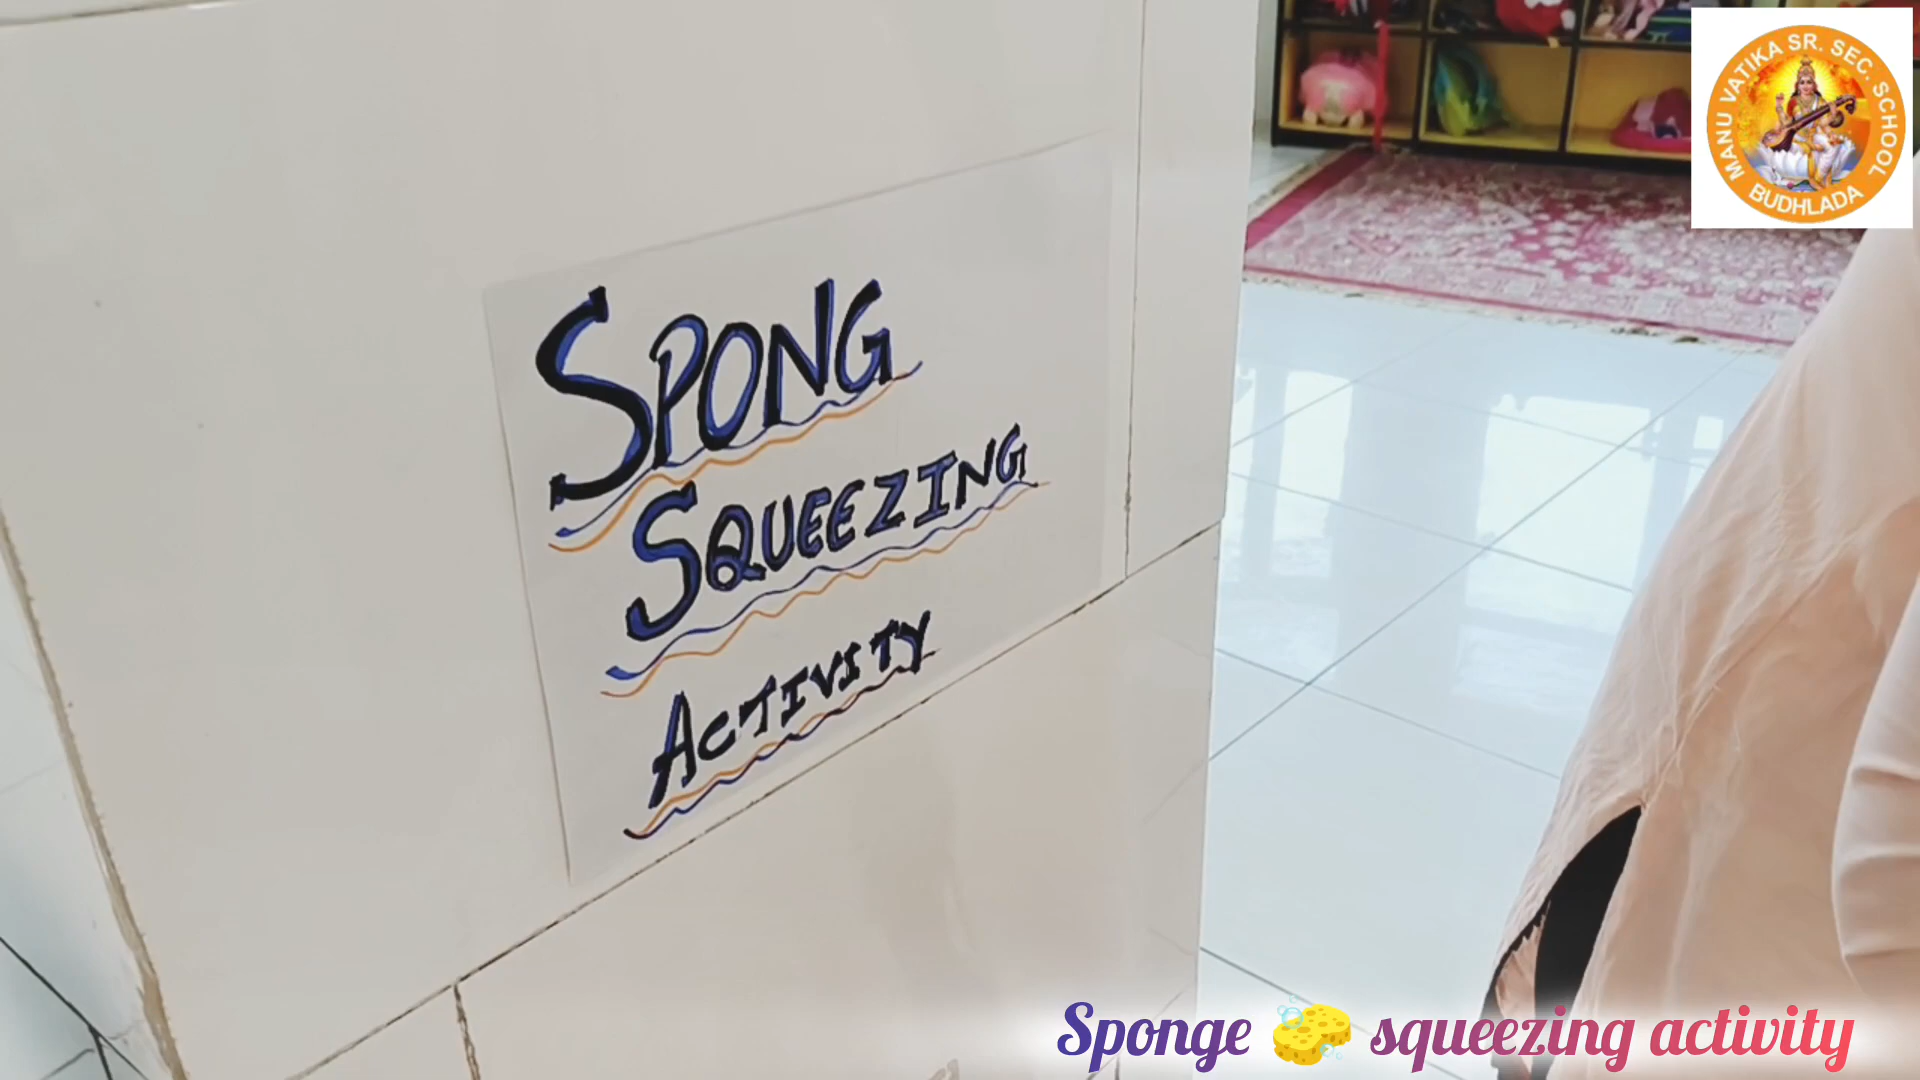 MANU VATIKA SR. SEC. SCHOOL
BUDHLADA
SPONG
SQUEEZING
ACTIVITY
Sponge 🧽 squeezing activity